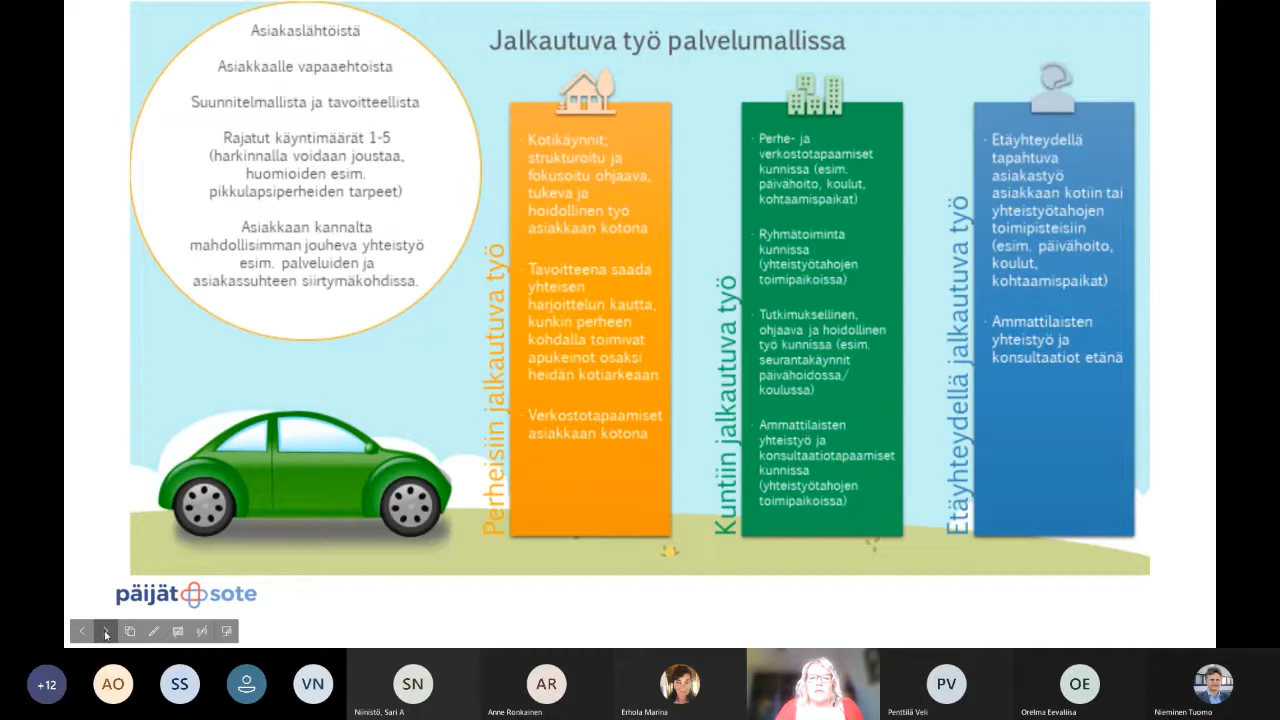 Asiakaslähtöistä
Asiakkaalle vapaaehtoista
Suunnitelmallista ja tavoitteellista
Rajatut käyntimäärät 1-5
(harkinnalla voidaan joustaa,
huomioiden esim.
pikkulapsiperheiden tarpeet)
Asiakkaan kannalta
mahdollisimman jouheva yhteistyö
esim. palveluiden ja
asiakassuhteen siirtymäkohdissa.
Jalkautuva työ palvelumallissa
Perheisiin jalkautuva työ
· Kotikäynnit;
strukturoitu ja
fokusoitu ohjaava,
tukeva ja
hoidollinen työ
asiakkaan kotona
· Tavoitteena saada
yhteisen
harjoittelun kautta,
kunkin perheen
kohdalla toimivat
apukeinot osaksi
heidän kotiarkeaan
· Verkostotapaamiset
asiakkaan kotona
Kuntiin jalkautuva työ
· Perhe- ja
verkostotapaamiset
kunnissa (esim.
päivähoito, koulut,
kohtaamispaikat)
· Ryhmätoiminta
kunnissa
(yhteistyötahojen
toimipaikoissa)
· Tutkimuksellinen,
ohjaava ja hoidollinen
työ kunnissa (esim.
seurantakäynnit
päivähoidossa/
koulussa)
· Ammattilaisten
yhteistyö ja
konsultaatiotapaamiset
kunnissa
(yhteistyötahojen
toimipaikoissa)
Etäyhteydellä jalkautuva työ
· Etäyhteydellä
tapahtuva
asiakastyö
asiakkaan kotiin tai
yhteistyötahojen
toimipisteisiin
(esim. päivähoito,
koulut,
kohtaamispaikat)
· Ammattilaisten
yhteistyö ja
konsultaatiot etänä
päijät sote
+12
AO
SS
VN
SN
AR
PV
OE
Niinistö, Sari A
Anne Ronkainen
Erhola Marina
Penttilä Veli
Orelma Eevaliisa
Nieminen Tuomo